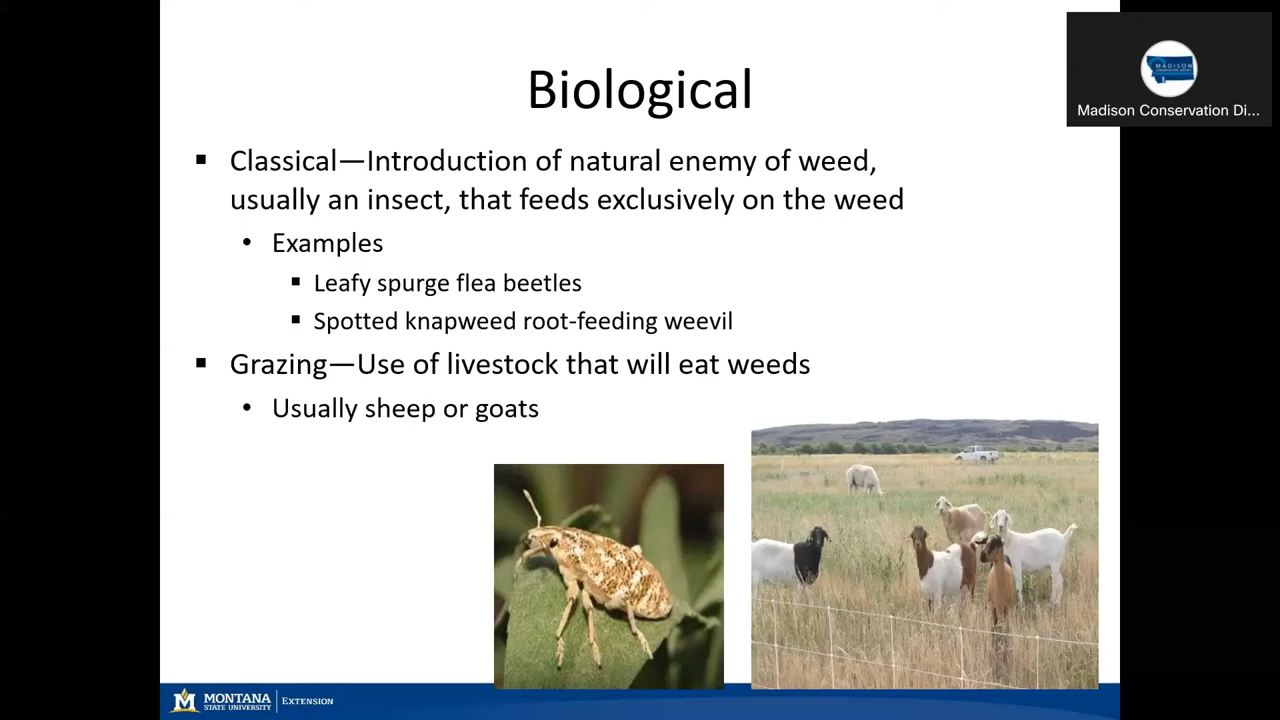 Biological
Madison Conservation Di...
MADISON
▪ Classical—Introduction of natural enemy of weed,
usually an insect, that feeds exclusively on the weed
• Examples
▪ Leafy spurge flea beetles
▪ Spotted knapweed root-feeding weevil
▪ Grazing—Use of livestock that will eat weeds
• Usually sheep or goats
M
MONTANA
STATE UNIVERSITY
EXTENSION